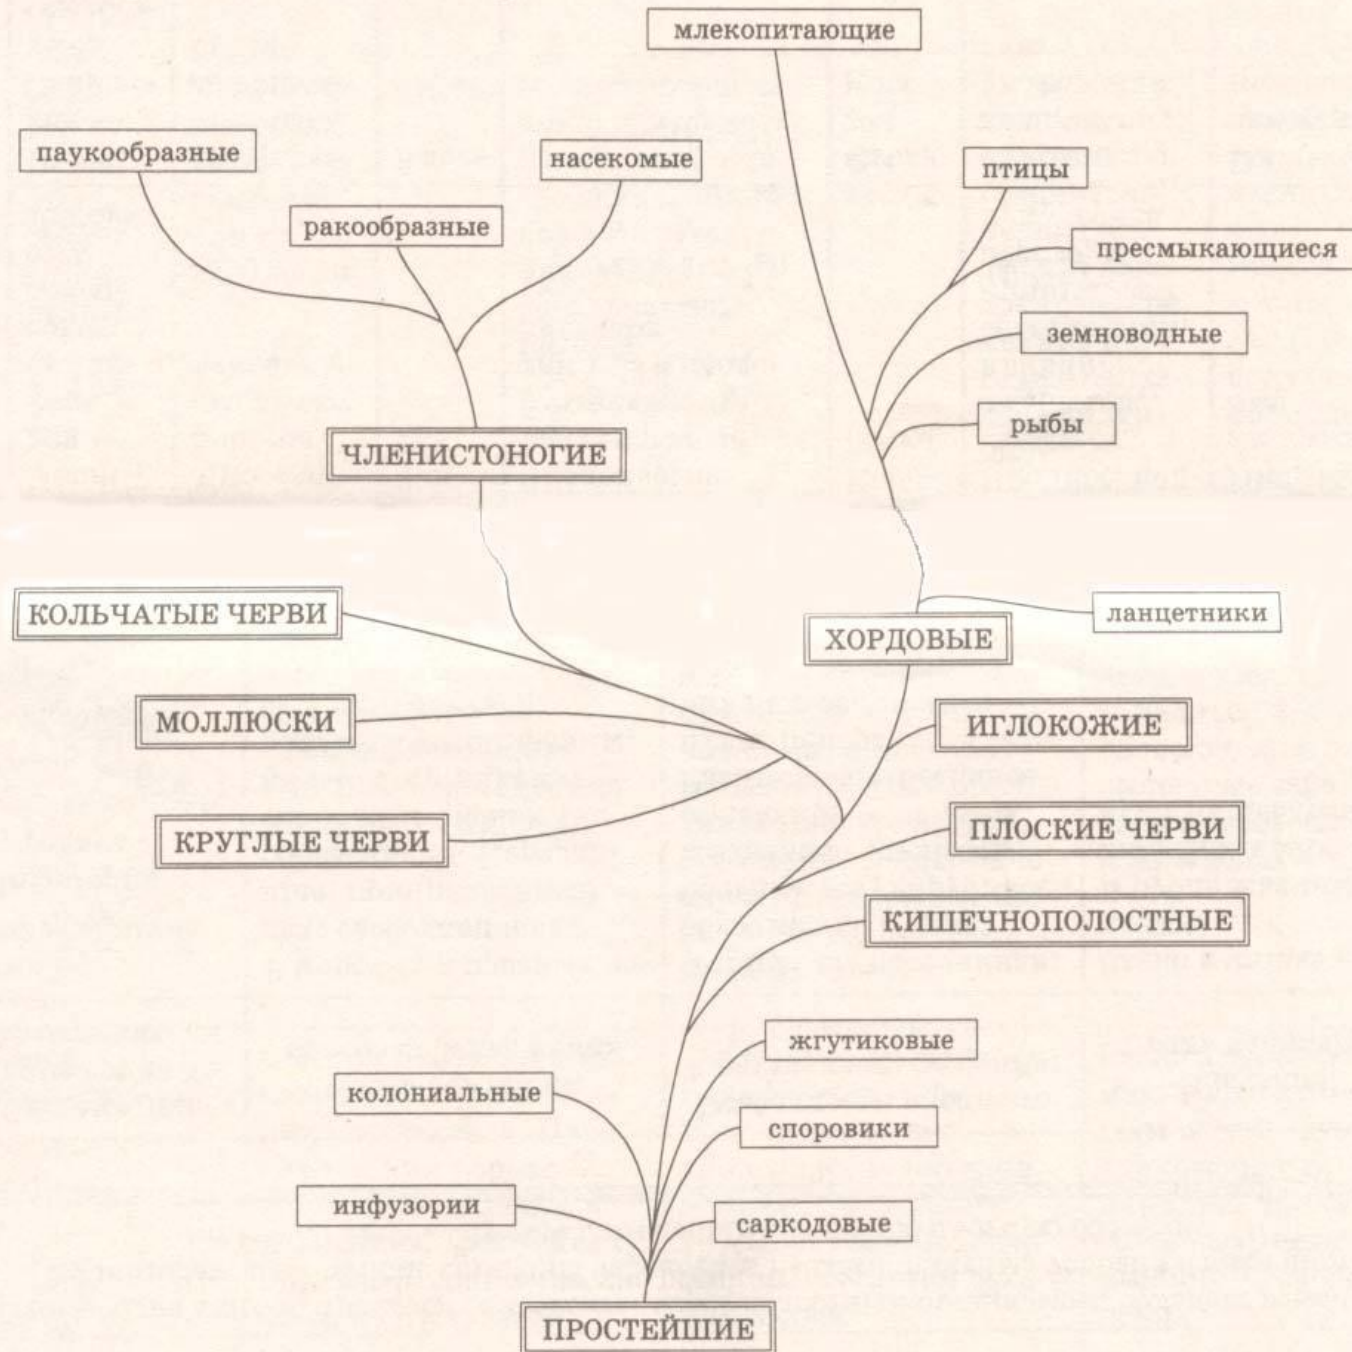 млекопитающие
паукообразные
насекомые
птицы
ракообразные
пресмыкающиеся
земноводные
рыбы
ЧЛЕНИСТОНОГИЕ
КОЛЬЧАТЫЕ ЧЕРВИ
ланцетники
ХОРДОВЫЕ
МОЛЛЮСКИ
ИГЛОКОЖИЕ
КРУГЛЫЕ ЧЕРВИ
ПЛОСКИЕ ЧЕРВИ
КИШЕЧНОПОЛОСТНЫЕ
жгутиковые
колониальные
споровики
инфузории
саркодовые
ПРОСТЕЙШИЕ